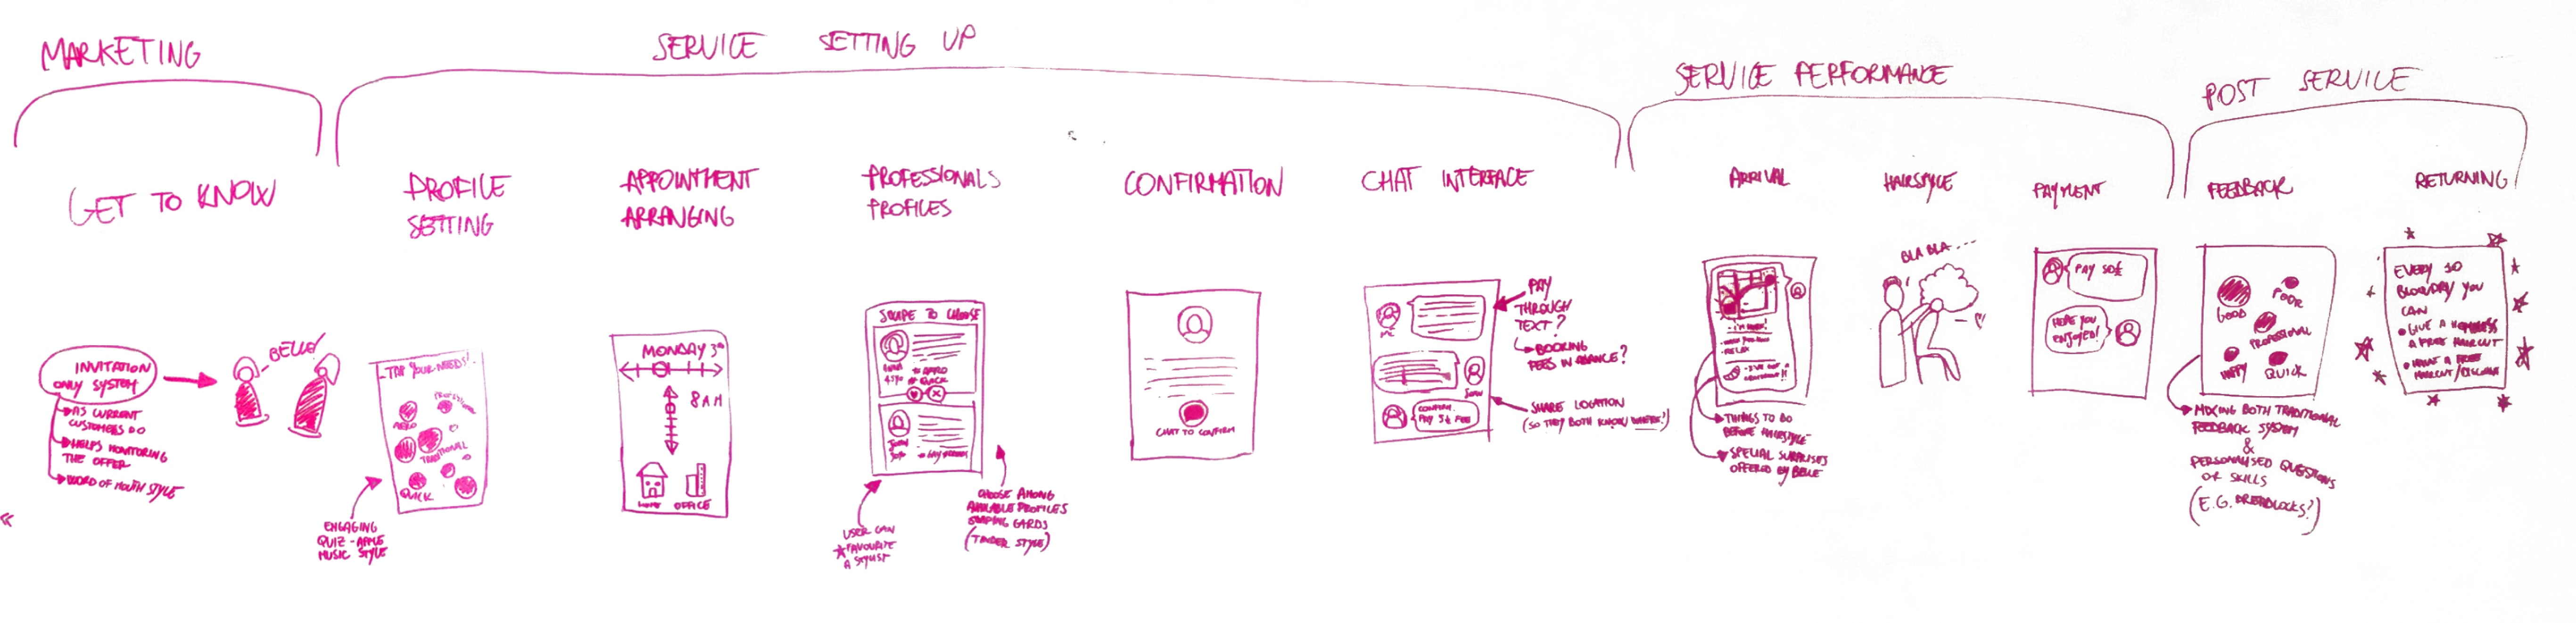 MARKETING
SERVICE SETTING UP
SERVICE PERFORMANCE
POST SERVICE
GET TO KNOW
PROFILE
SETTING
APPOINTMENT
ARRANGING
PROFESSIONALS
PROFILES
CONFIRMATION
CHAT INTERFACE
ARRIVAL
HAIRSTYLE
PAYMENT
FEEDBACK
RETURNING
INVITATION
ONLY SYSTEM
AS CURRENT
CUSTOMERS DO
HELPS MONITORING
THE OFFER
WORD OF MOUTH STYLE
BELLE!
TAP YOUR NEEDS!
PROFESSIONAL
AFRO
TRADITIONAL
QUICK
ENGAGING
QUIZ - APPLE
MUSIC STYLE
MONDAY 3RD
8 AM
HOME OFFICE
SWIPE TO CHOOSE
AFRO
QUICK
USER CAN
FAVOURITE
A STYLIST
CHOOSE AMONG
AVAILABLE PROFILES
SWIPING CARDS
(TINDER STYLE)
CHAT TO CONFIRM
ME
CONFIRM.
PAY 5£ FEE
PAY
THROUGH
TEXT?
BOOKING
FEES IN ADVANCE?
SHARE LOCATION
(SO THEY BOTH KNOW WHERE!)
I'M HERE!
RELAX
THINGS TO DO
BEFORE HAIRSTYLE
SPECIAL SURPRISES
OFFERED BY BELLE
BLA BLA ...
PAY 50£
HOPE YOU
ENJOYED!
GOOD
POOR
PROFESSIONAL
HAPPY
QUICK
MIXING BOTH TRADITIONAL
FEEDBACK SYSTEM
&
PERSONALISED QUESTIONS
OR SKILLS
(E.G. DREADLOCKS?)
EVERY 50
BLOWDRY YOU
CAN
• GIVE A HOMELESS
A FREE HAIRCUT
• A FREE
HAIRCUT/